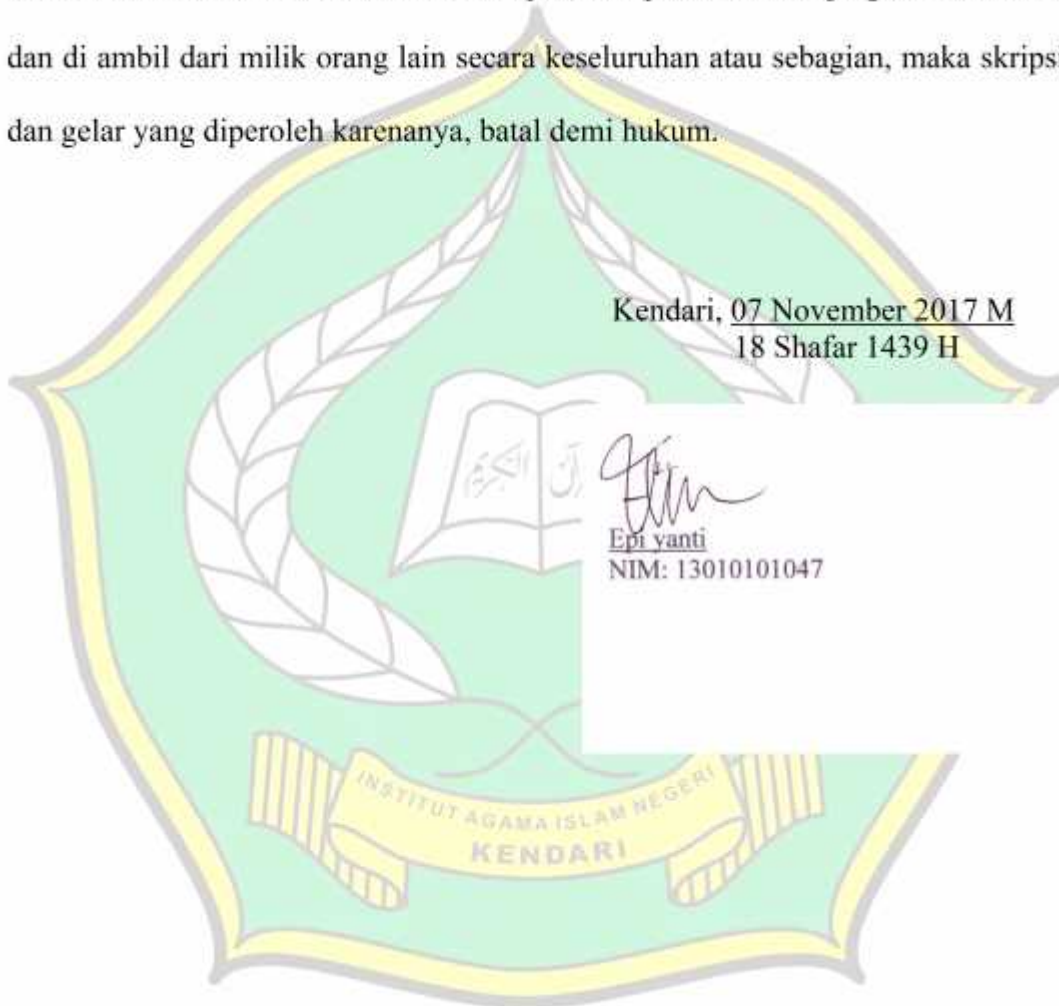 dan di ambil dari milik orang lain secara keseluruhan atau sebagian, maka skripsi
dan gelar yang diperoleh karenanya, batal demi hukum.
Kendari, 07 November 2017 M
18 Shafar 1439 H
Epi yanti
NIM: 13010101047
INSTITUT AGAMA ISLAM NEGERI
KENDARI